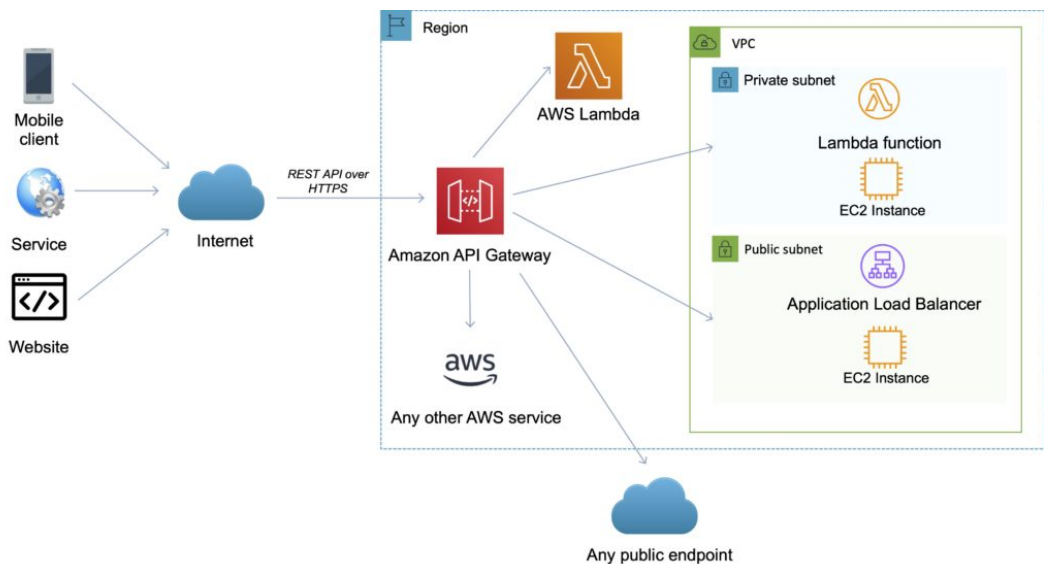 Region
VPC
Private subnet
Mobile
client
AWS Lambda
Lambda function
REST API over
HTTPS
</>
EC2 Instance
Service
Internet
Amazon API Gateway
Public subnet
</>
Application Load Balancer
Website
aws
EC2 Instance
Any other AWS service
Any public endpoint